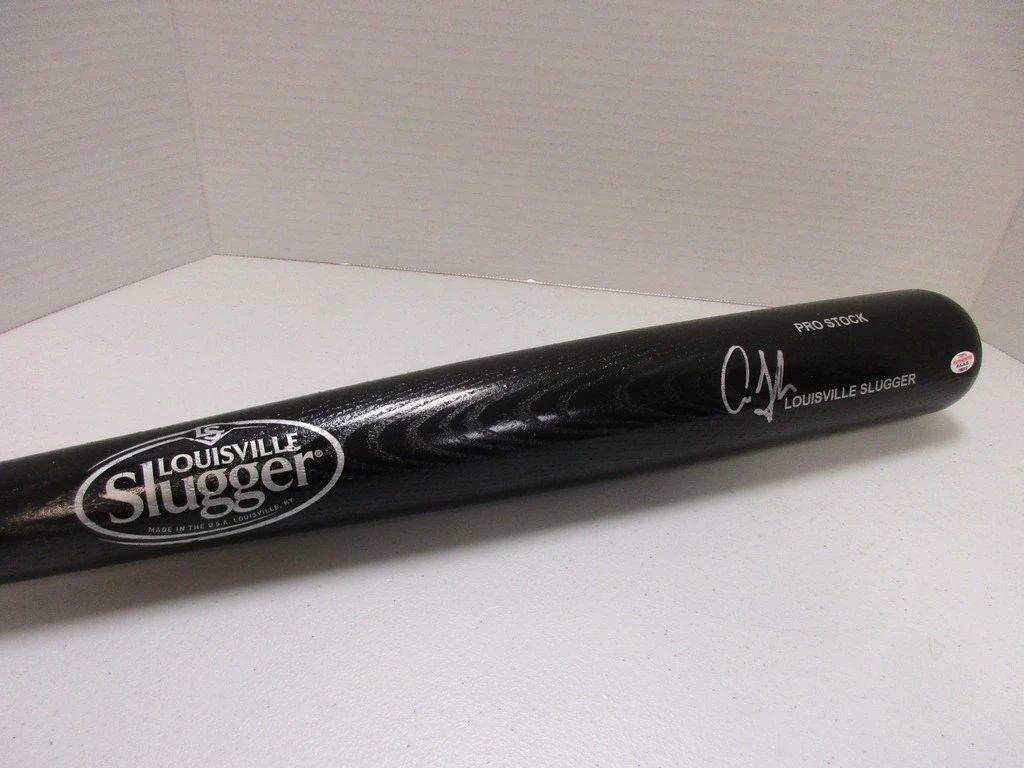 LS
LOUISVILLE
Slugger®
MADE IN THE U.S.A. LOUISVILLE, KY
PRO STOCK
LOUISVILLE SLUGGER